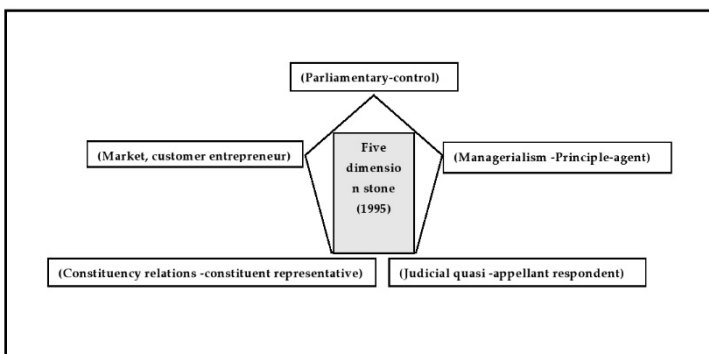 (Parliamentary-control)
(Market, customer entrepreneur)
Five
dimensio
n stone
(1995)
(Managerialism -Principle-agent)
(Constituency relations -constituent representative)
(Judicial quasi -appellant respondent)